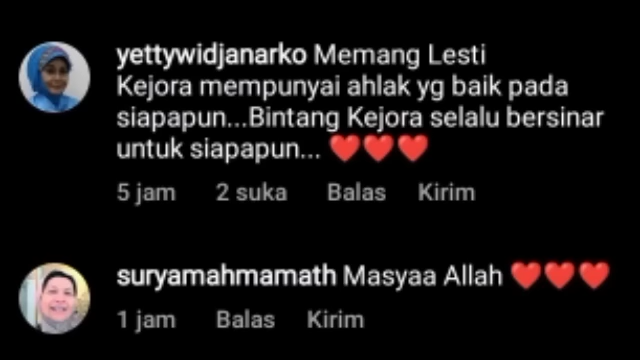 yettywidjanarko Memang Lesti
Kejora mempunyai ahlak yg baik pada
siapapun...Bintang Kejora selalu bersinar
untuk siapapun... ❤️❤️❤️
5 jam 2 suka Balas Kirim
suryamahmamath Masyaa Allah ❤️❤️❤️
1 jam Balas Kirim